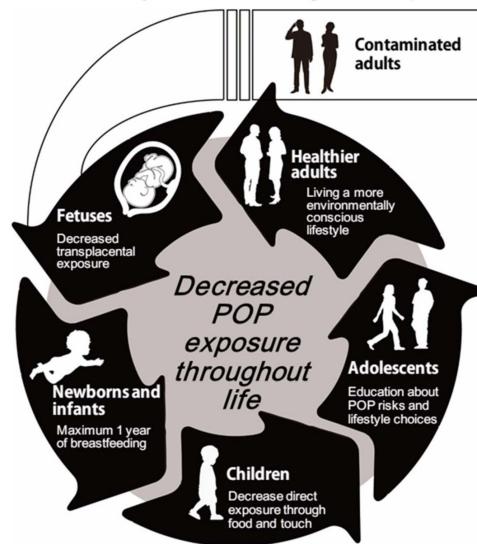 Contaminated
adults
Healthier
adults
Living a more
environmentally
conscious
lifestyle
Fetuses
Decreased
transplacental
exposure
Decreased
POP
exposure
throughout
life
Adolescents
Education about
POP risks and
lifestyle choices
Newborns and
infants
Maximum 1 year
of breastfeeding
Children
Decrease direct
exposure through
food and touch